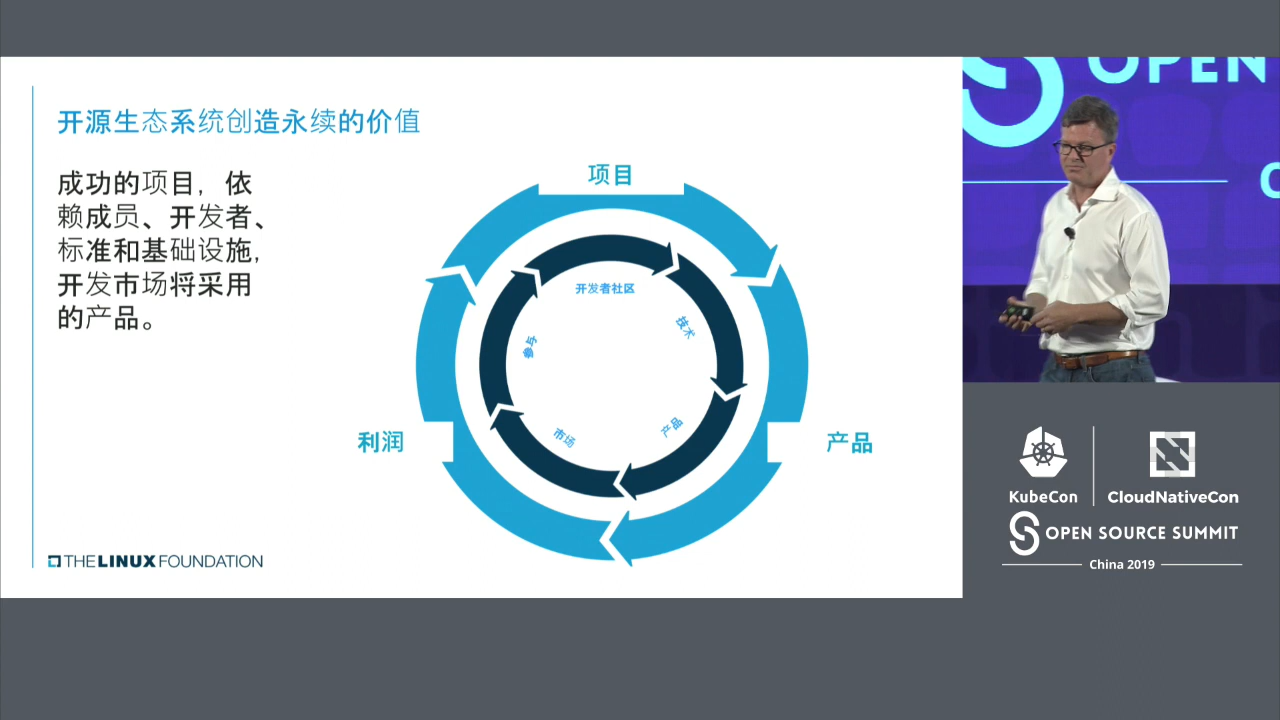 开源生态系统创造永续的价值
成功的项目，依
赖成员、开发者、
标准和基础设施，
开发市场将采用
的产品。
项目
开发者社区
技术
参与
市场
产品
利润
产品
THE LINUX FOUNDATION
OPEN
KubeCon
CloudNativeCon
OPEN SOURCE SUMMIT
China 2019